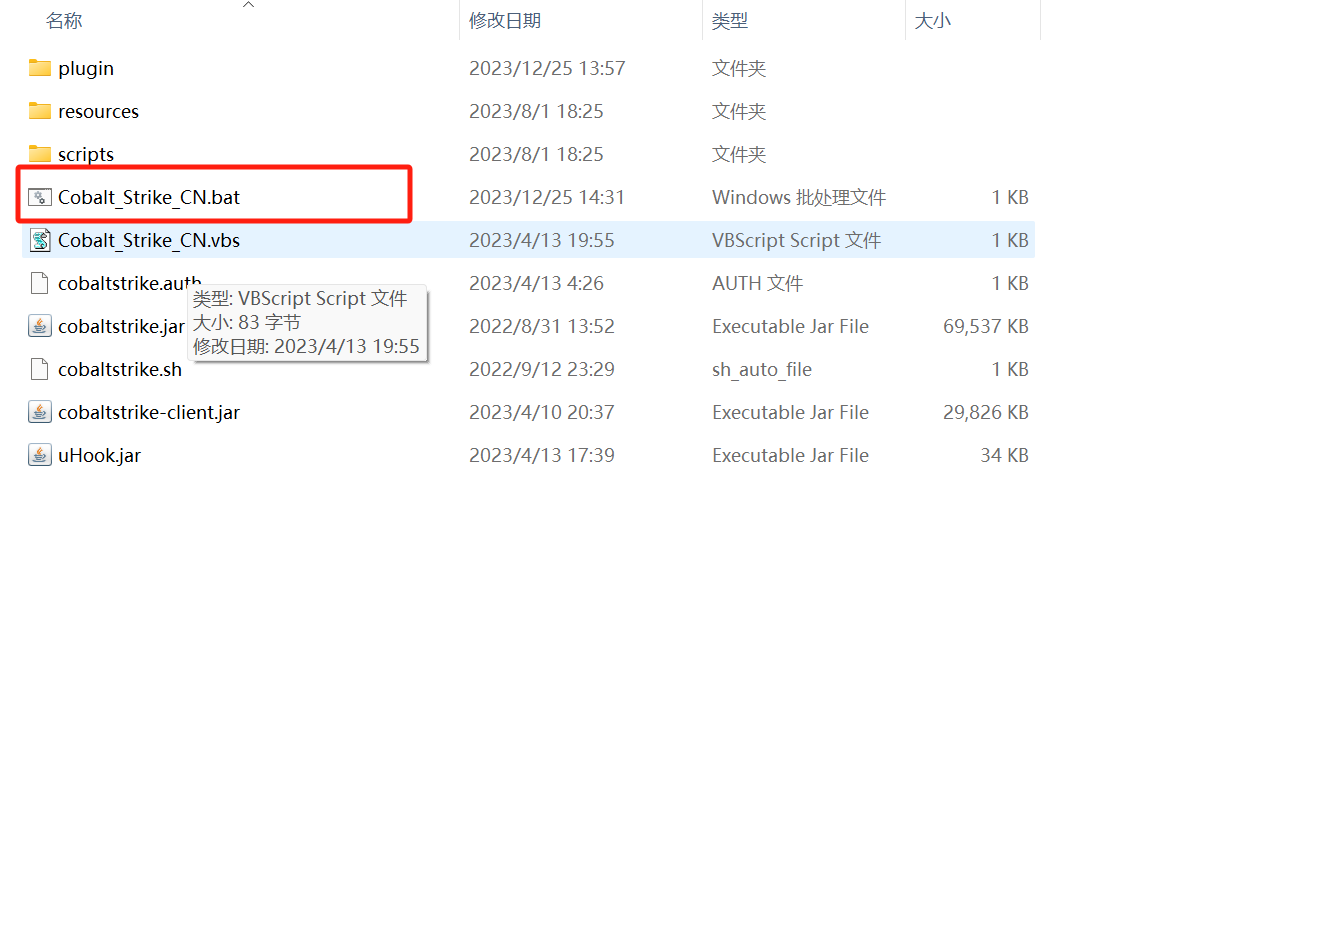 名称 修改日期 类型 大小
plugin 2023/12/25 13:57 文件夹
resources 2023/8/1 18:25 文件夹
scripts 2023/8/1 18:25 文件夹
Cobalt_Strike_CN.bat 2023/12/25 14:31 Windows 批处理文件 1 KB
Cobalt_Strike_CN.vbs 2023/4/13 19:55 VBScript Script 文件 1 KB
cobaltstrike.auth 2023/4/13 4:26 AUTH 文件 1 KB
类型: VBScript Script 文件
大小: 83 字节
修改日期: 2023/4/13 19:55
cobaltstrike.jar 2022/8/31 13:52 Executable Jar File 69,537 KB
cobaltstrike.sh 2022/9/12 23:29 sh_auto_file 1 KB
cobaltstrike-client.jar 2023/4/10 20:37 Executable Jar File 29,826 KB
uHook.jar 2023/4/13 17:39 Executable Jar File 34 KB